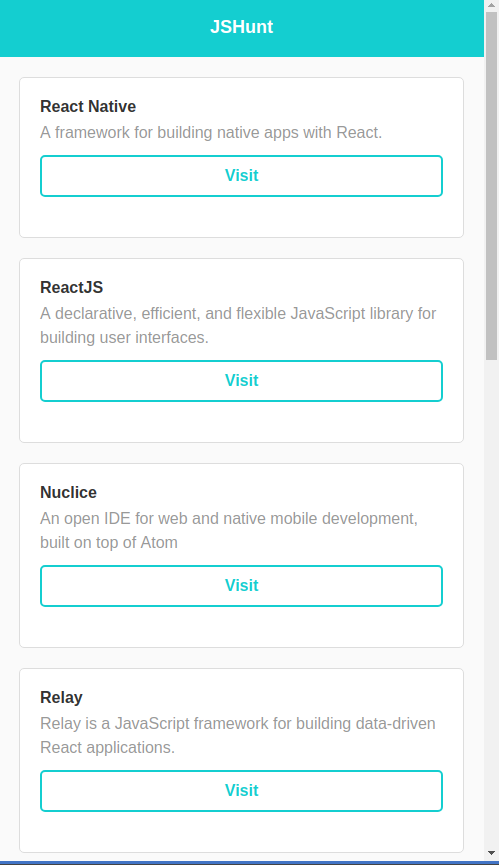 JSHunt
React Native
A framework for building native apps with React.
Visit
ReactJS
A declarative, efficient, and flexible JavaScript library for
building user interfaces.
Visit
Nuclice
An open IDE for web and native mobile development,
built on top of Atom
Visit
Relay
Relay is a JavaScript framework for building data-driven
React applications.
Visit